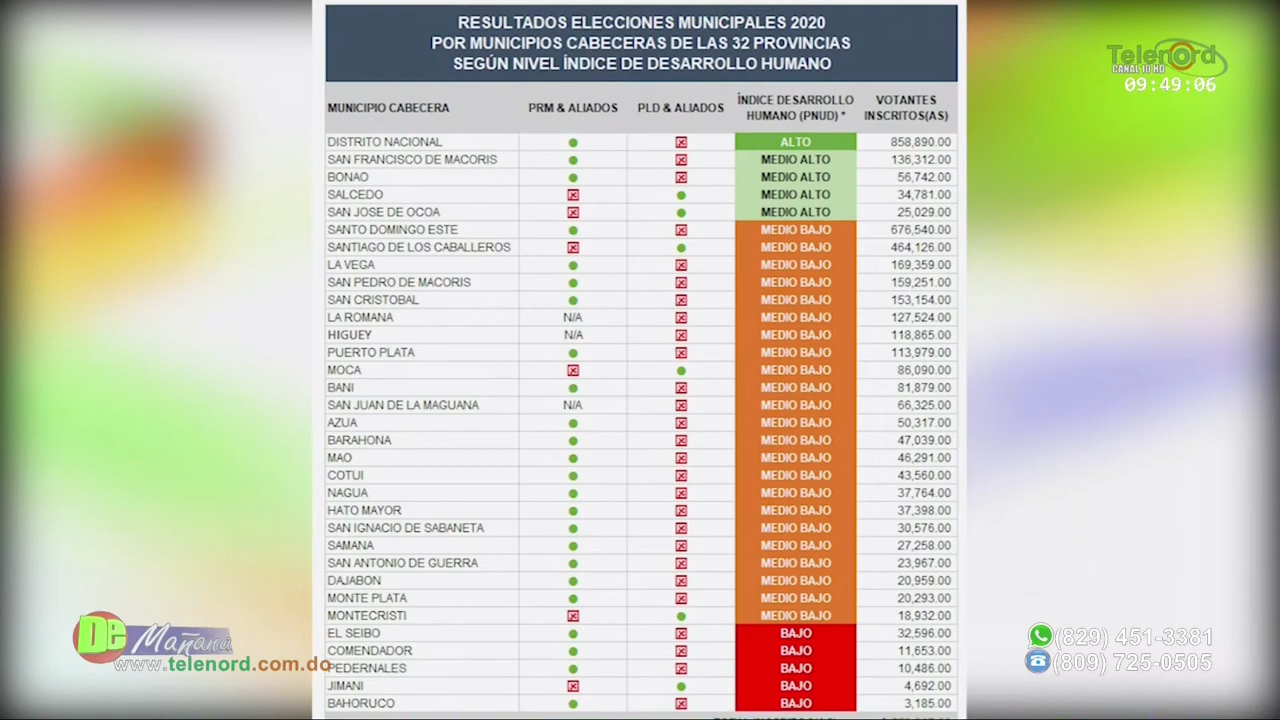 RESULTADOS ELECCIONES MUNICIPALES 2020
POR MUNICIPIOS CABECERAS DE LAS 32 PROVINCIAS
SEGÚN NIVEL ÍNDICE DE DESARROLLO HUMANO
Telenord
CANAL 10 HD
09:49:06
MUNICIPIO CABECERA PRM & ALIADOS PLD & ALIADOS ÍNDICE DESARROLLO HUMANO (PNUD) * VOTANTES INSCRITOS(AS)
DISTRITO NACIONAL ALTO 858,890.00
SAN FRANCISCO DE MACORIS MEDIO ALTO 136,312.00
BONAO MEDIO ALTO 56,742.00
SALCEDO MEDIO ALTO 34,781.00
SAN JOSE DE OCOA MEDIO ALTO 25,029.00
SANTO DOMINGO ESTE MEDIO BAJO 676,540.00
SANTIAGO DE LOS CABALLEROS MEDIO BAJO 464,126.00
LA VEGA MEDIO BAJO 169,359.00
SAN PEDRO DE MACORIS MEDIO BAJO 159,251.00
SAN CRISTOBAL MEDIO BAJO 153,154.00
LA ROMANA N/A MEDIO BAJO 127,524.00
HIGUEY N/A MEDIO BAJO 118,865.00
PUERTO PLATA MEDIO BAJO 113,979.00
MOCA MEDIO BAJO 86,090.00
BANI MEDIO BAJO 81,879.00
SAN JUAN DE LA MAGUANA N/A MEDIO BAJO 66,325.00
AZUA MEDIO BAJO 50,317.00
BARAHONA MEDIO BAJO 47,039.00
MAO MEDIO BAJO 46,291.00
COTUI MEDIO BAJO 43,560.00
NAGUA MEDIO BAJO 37,764.00
HATO MAYOR MEDIO BAJO 37,398.00
SAN IGNACIO DE SABANETA MEDIO BAJO 30,576.00
SAMANA MEDIO BAJO 27,258.00
SAN ANTONIO DE GUERRA MEDIO BAJO 23,967.00
DAJABON MEDIO BAJO 20,959.00
MONTE PLATA MEDIO BAJO 20,293.00
MONTECRISTI MEDIO BAJO 18,932.00
EL SEIBO BAJO 32,596.00
COMENDADOR BAJO 11,653.00
PEDERNALES BAJO 10,486.00
JIMANI BAJO 4,692.00
BAHORUCO BAJO 3,185.00
De Mañana
www.telenord.com.do
(829) 451-3381
(809) 725-0505